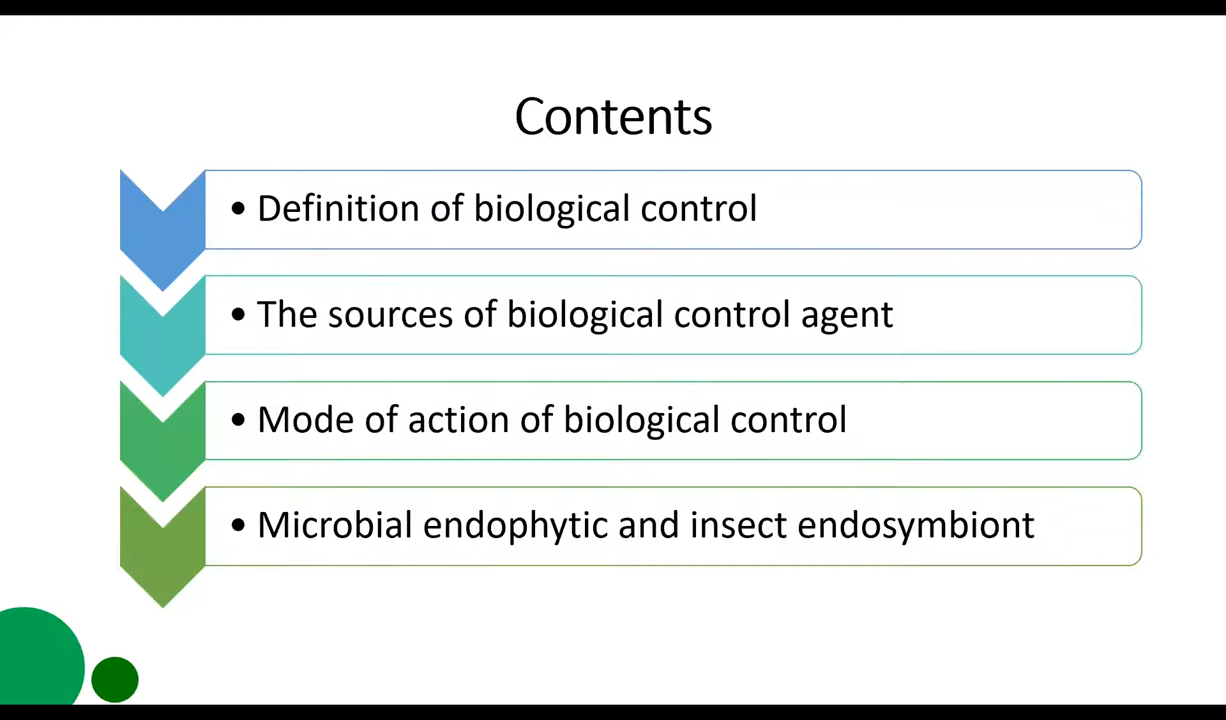 Contents
• Definition of biological control
• The sources of biological control agent
• Mode of action of biological control
• Microbial endophytic and insect endosymbiont